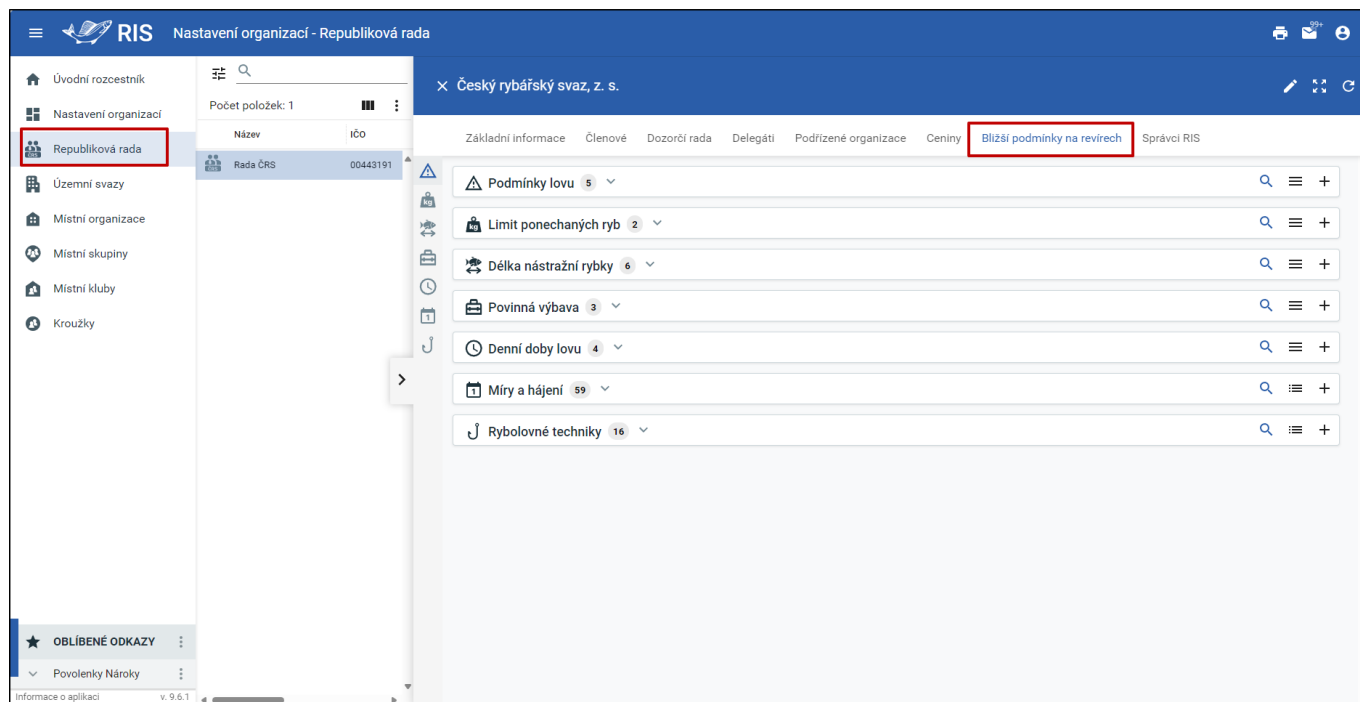 RIS Nastavení organizací - Republiková rada 99+
Úvodní rozcestník
Nastavení organizací
Republiková rada
Územní svazy
Místní organizace
Místní skupiny
Místní kluby
Kroužky
OBLÍBENÉ ODKAZY
Povolenky Nároky
Informace o aplikaci v. 9.6.1
Počet položek: 1
Název IČO
Rada ČRS 00443191
Český rybářský svaz, z. s.
Základní informace Členové Dozorčí rada Delegáti Podřízené organizace Ceniny Bližší podmínky na revírech Správci RIS
Podmínky lovu 5
Limit ponechaných ryb 2
Délka nástražní rybky 6
Povinná výbava 3
Denní doby lovu 4
Míry a hájení 59
Rybolovné techniky 16